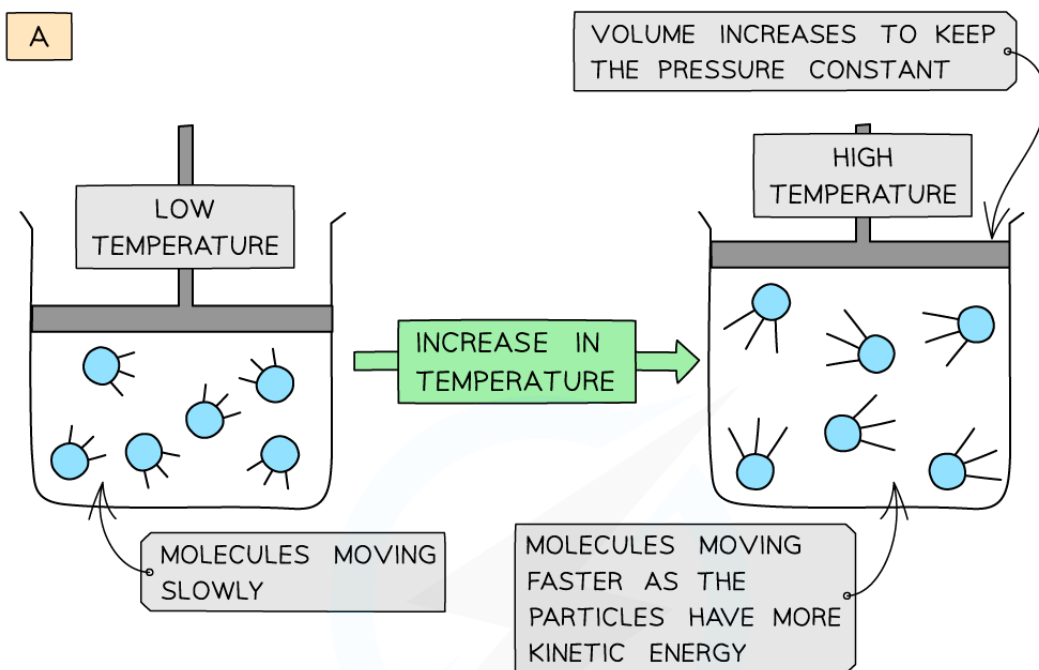 A
VOLUME INCREASES TO KEEP
THE PRESSURE CONSTANT
LOW
TEMPERATURE
HIGH
TEMPERATURE
INCREASE IN
TEMPERATURE
MOLECULES MOVING
SLOWLY
MOLECULES MOVING
FASTER AS THE
PARTICLES HAVE MORE
KINETIC ENERGY